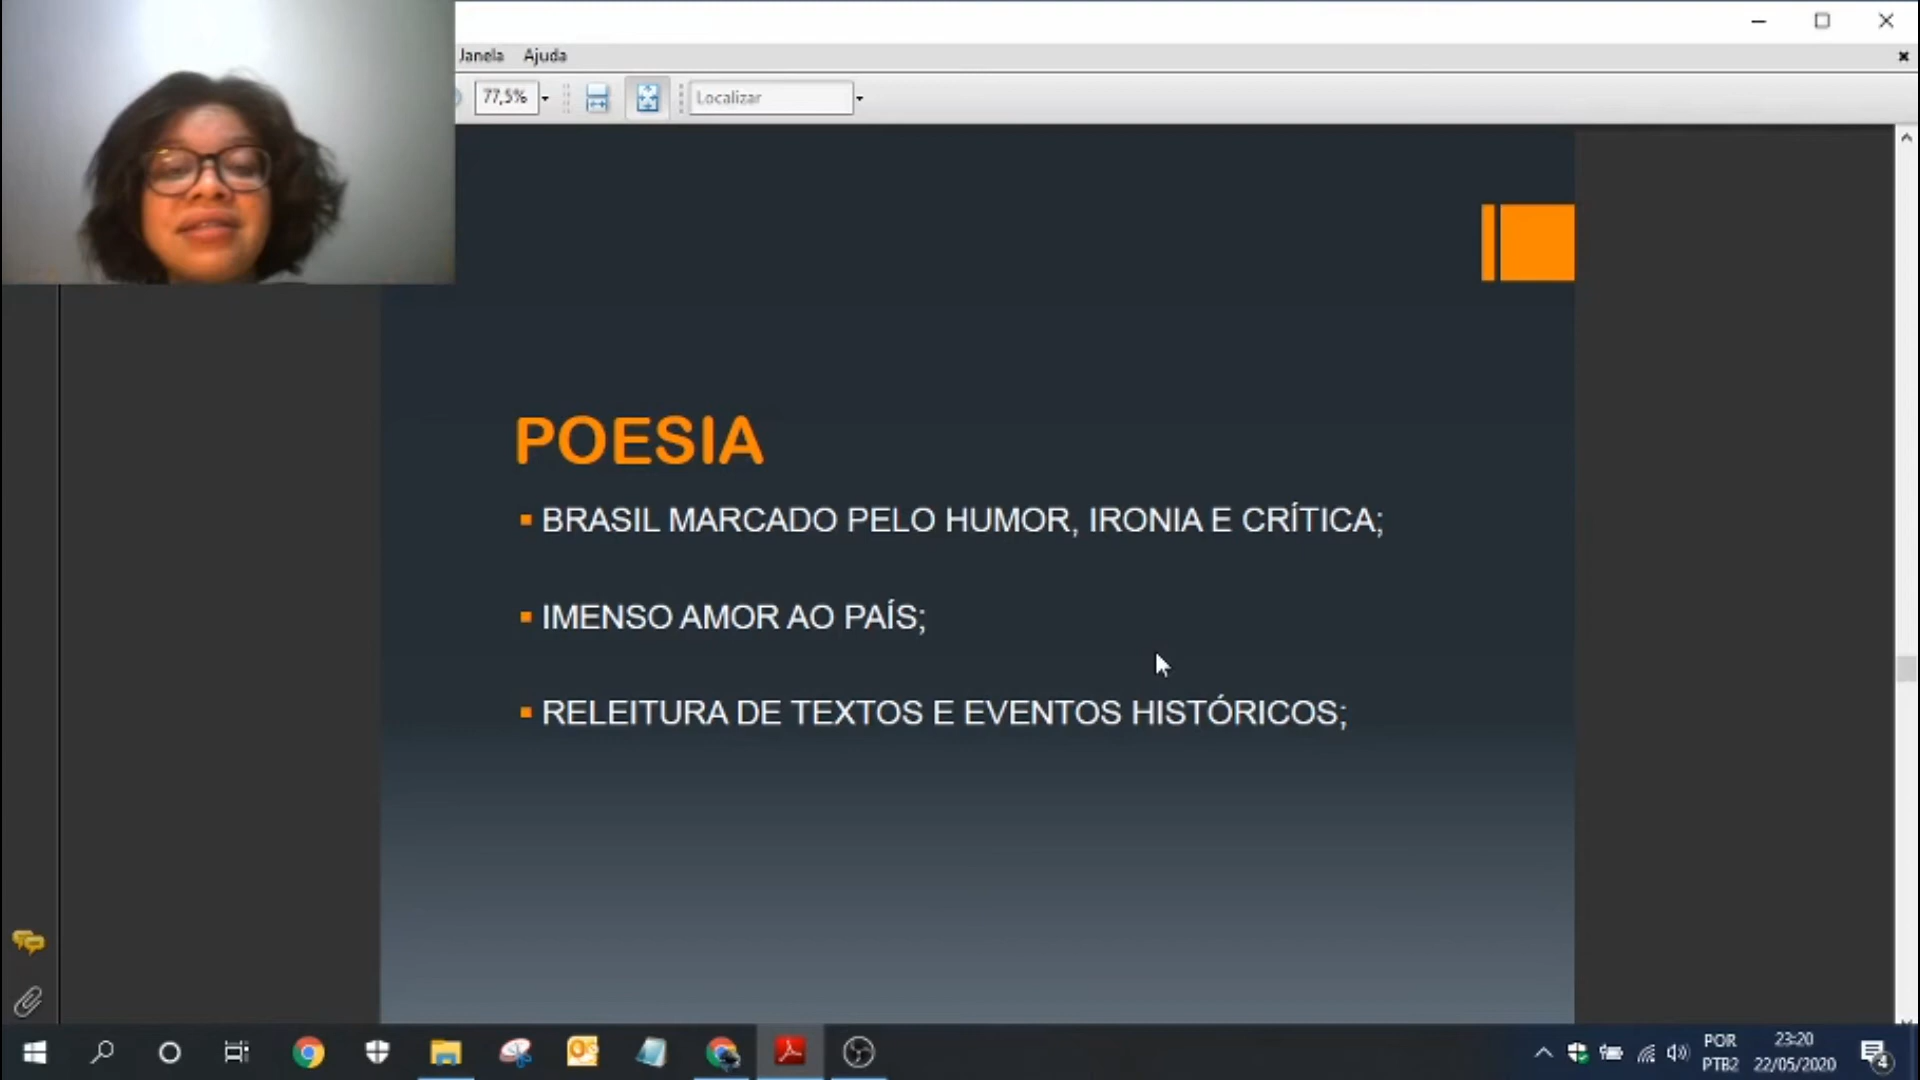 Janela Ajuda
77,5%
Localizar
POESIA
BRASIL MARCADO PELO HUMOR, IRONIA E CRÍTICA;
IMENSO AMOR AO PAÍS;
RELEITURA DE TEXTOS E EVENTOS HISTÓRICOS;
POR
PTB2
23:20
22/05/2020
4